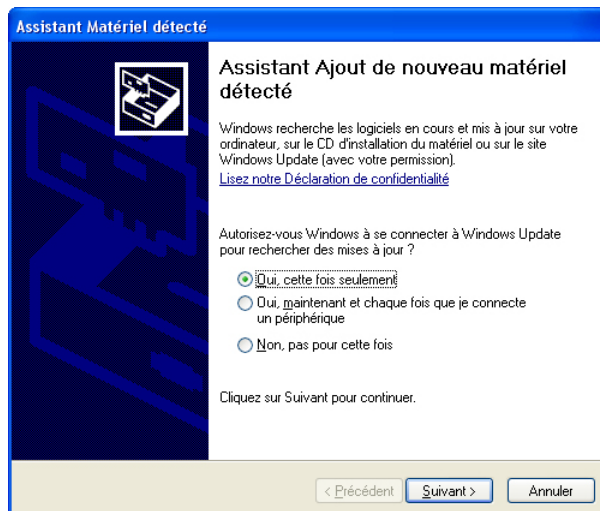 Assistant Matériel détecté
Assistant Ajout de nouveau matériel
détecté
Windows recherche les logiciels en cours et mis à jour sur votre
ordinateur, sur le CD d'installation du matériel ou sur le site
Windows Update (avec votre permission).
Lisez notre Déclaration de confidentialité
Autorisez-vous Windows à se connecter à Windows Update
pour rechercher des mises à jour ?
Oui, cette fois seulement
Oui, maintenant et chaque fois que je connecte
un périphérique
Non, pas pour cette fois
Cliquez sur Suivant pour continuer.
< Précédent Suivant > Annuler